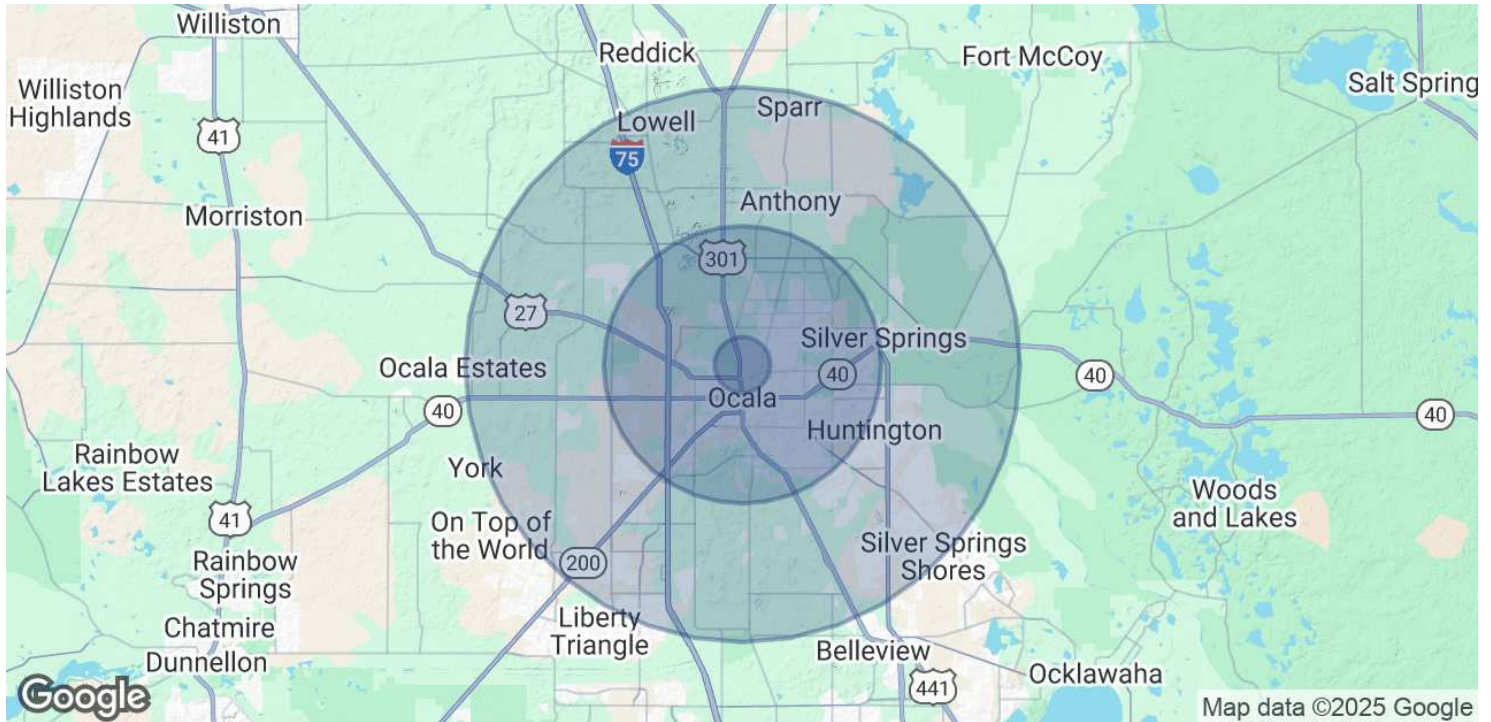 Williston
Reddick
Fort McCoy
Salt Spring
Williston
Highlands
41
Lowell
Sparr
75
Anthony
Morriston
301
27
Silver Springs
Ocala Estates
40
40
40
40
Ocala
Huntington
Rainbow
Lakes Estates
York
Woods
and Lakes
41
On Top of
the World
Silver Springs
Shores
200
Rainbow
Springs
Liberty
Triangle
Chatmire
Dunnellon
Belleview
Ocklawaha
441
Google
Map data ©2025 Google